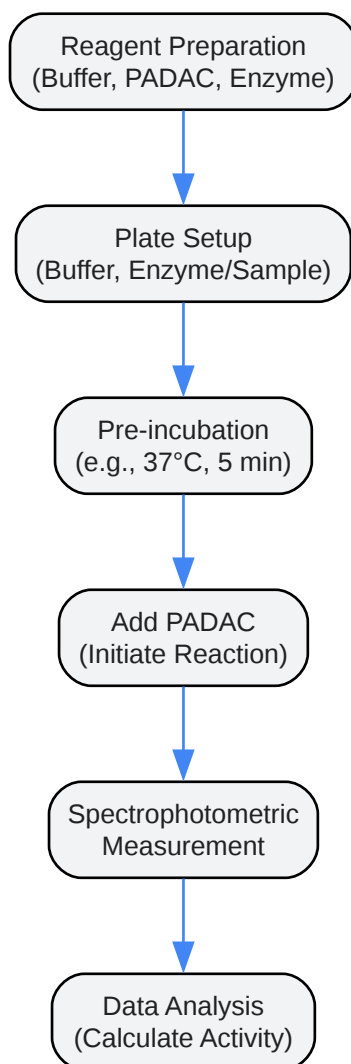 Reagent Preparation
(Buffer, PADAC, Enzyme)
Plate Setup
(Buffer, Enzyme/Sample)
Pre-incubation
(e.g., 37°C, 5 min)
Add PADAC
(Initiate Reaction)
Spectrophotometric
Measurement
Data Analysis
(Calculate Activity)